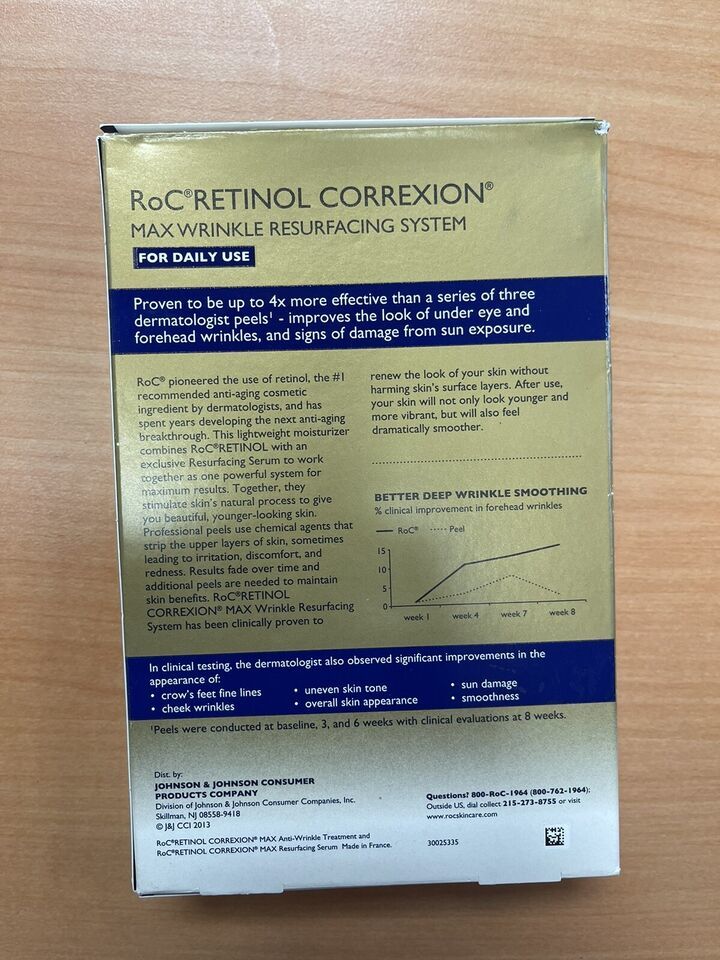 RoC®RETINOL CORREXION®
MAX WRINKLE RESURFACING SYSTEM
FOR DAILY USE
Proven to be up to 4x more effective than a series of three
dermatologist peels¹ - improves the look of under eye and
forehead wrinkles, and signs of damage from sun exposure.
RoC® pioneered the use of retinol, the #1
recommended anti-aging cosmetic
ingredient by dermatologists, and has
spent years developing the next anti-aging
breakthrough. This lightweight moisturizer
combines RoC®RETINOL with an
exclusive Resurfacing Serum to work
together as one powerful system for
maximum results. Together, they
stimulate skin's natural process to give
you beautiful, younger-looking skin.
Professional peels use chemical agents that
strip the upper layers of skin, sometimes
leading to irritation, discomfort, and
redness. Results fade over time and
additional peels are needed to maintain
skin benefits. RoC®RETINOL
CORREXION® MAX Wrinkle Resurfacing
System has been clinically proven to
renew the look of your skin without
harming skin's surface layers. After use,
your skin will not only look younger and
more vibrant, but will also feel
dramatically smoother.
BETTER DEEP WRINKLE SMOOTHING
% clinical improvement in forehead wrinkles
RoC® Peel
15
10
5
0
week 1 week 4 week 7 week 8
In clinical testing, the dermatologist also observed significant improvements in the
appearance of:
• crow's feet fine lines
• cheek wrinkles
• uneven skin tone
• overall skin appearance
• sun damage
• smoothness
¹Peels were conducted at baseline, 3, and 6 weeks with clinical evaluations at 8 weeks.
Dist. by:
JOHNSON & JOHNSON CONSUMER
PRODUCTS COMPANY
Division of Johnson & Johnson Consumer Companies, Inc.
Skillman, NJ 08558-9418
© J&J CCI 2013
RoC®RETINOL CORREXION® MAX Anti-Wrinkle Treatment and
RoC®RETINOL CORREXION® MAX Resurfacing Serum Made in France.
Questions? 800-RoC-1964 (800-762-1964);
Outside US, dial collect 215-273-8755 or visit
www.rocskincare.com
30025335